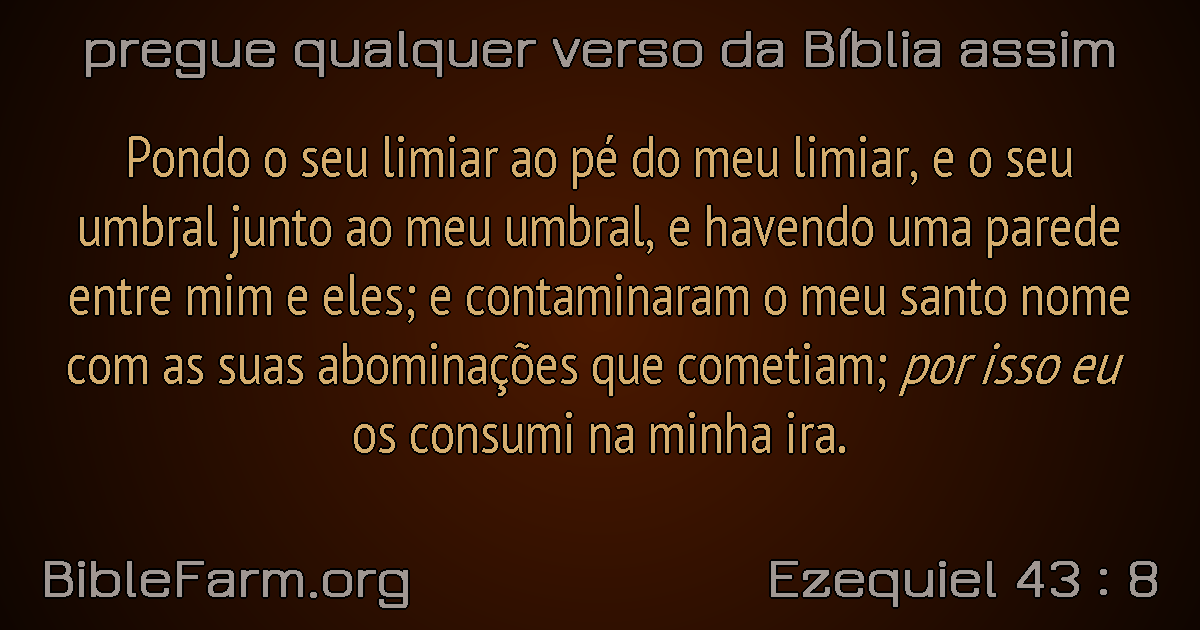 pregue qualquer verso da Bíblia assim
Pondo o seu limiar ao pé do meu limiar, e o seu
umbral junto ao meu umbral, e havendo uma parede
entre mim e eles; e contaminaram o meu santo nome
com as suas abominações que cometiam; por isso eu
os consumi na minha ira.
BibleFarm.org
Ezequiel 43 : 8